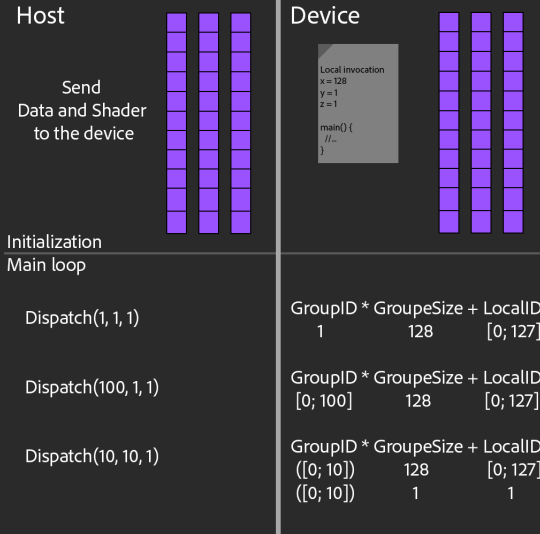 Host
Device
Send
Data and Shader
to the device
Local invocation
x = 128
y = 1
z = 1
main() {
//...
}
Initialization
Main loop
Dispatch(1, 1, 1)
GroupID * GroupeSize + LocalID
1 128 [0; 127]
Dispatch(100, 1, 1)
GroupID * GroupeSize + LocalID
[0; 100] 128 [0; 127]
Dispatch(10, 10, 1)
GroupID * GroupeSize + LocalID
([0; 10]) 128 [0; 127]
([0; 10]) 1 1